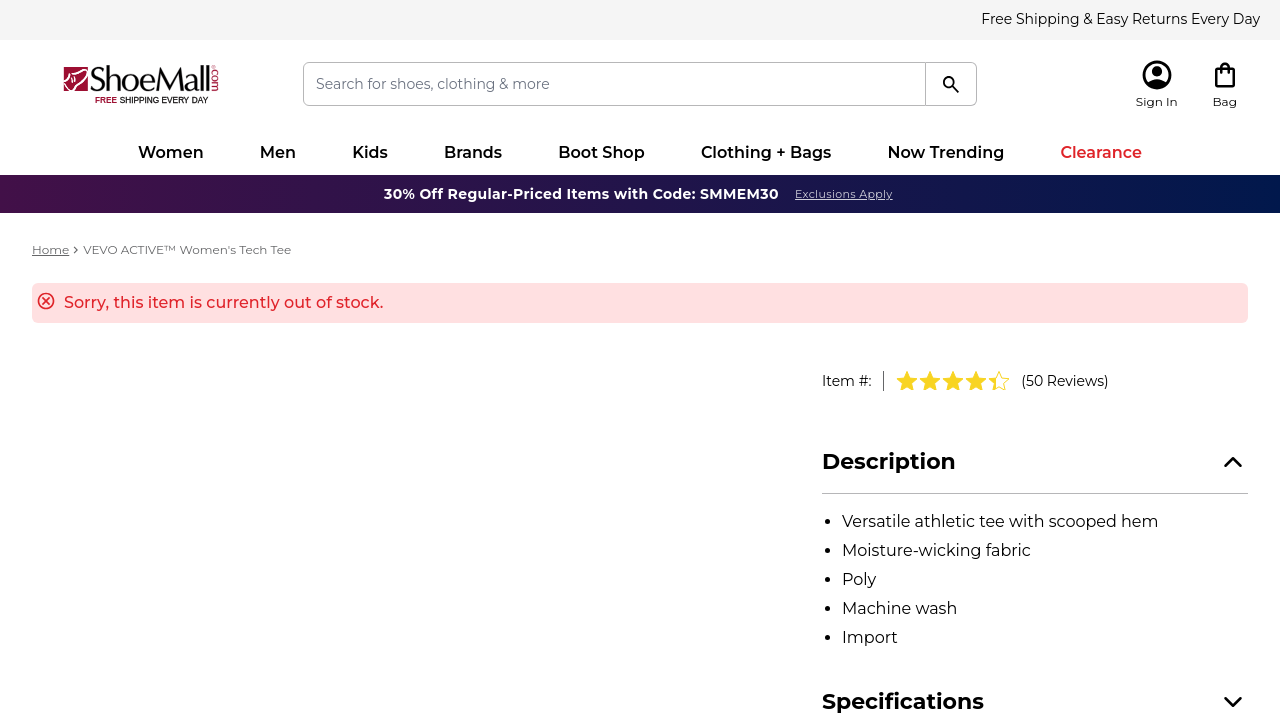 Free Shipping & Easy Returns Every Day
ShoeMall.com
FREE SHIPPING EVERY DAY
Search for shoes, clothing & more
Sign In
Bag
Women
Men
Kids
Brands
Boot Shop
Clothing + Bags
Now Trending
Clearance
30% Off Regular-Priced Items with Code: SMMEM30 Exclusions Apply
Home > VEVO ACTIVE™ Women's Tech Tee
Sorry, this item is currently out of stock.
Item #: (50 Reviews)
Description
• Versatile athletic tee with scooped hem
• Moisture-wicking fabric
• Poly
• Machine wash
• Import
Specifications